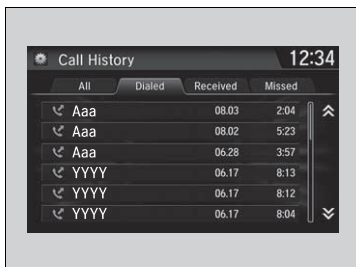 Call History 12:34
All Dialed Received Missed
Aaa 08.03 2:04
Aaa 08.02 5:23
Aaa 06.28 3:57
YYYY 06.17 8:13
YYYY 06.17 8:12
YYYY 06.17 8:04